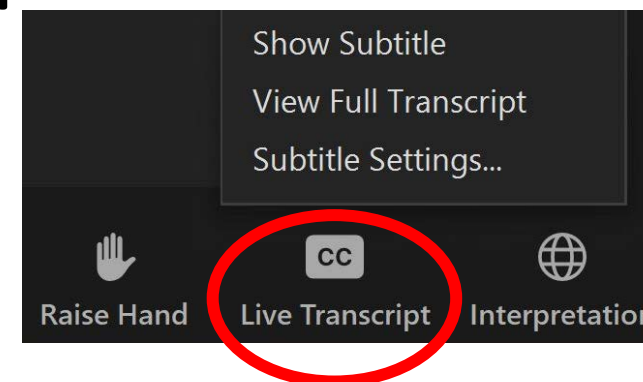 Show Subtitle
View Full Transcript
Subtitle Settings...
CC
Raise Hand
Live Transcript
Interpretation